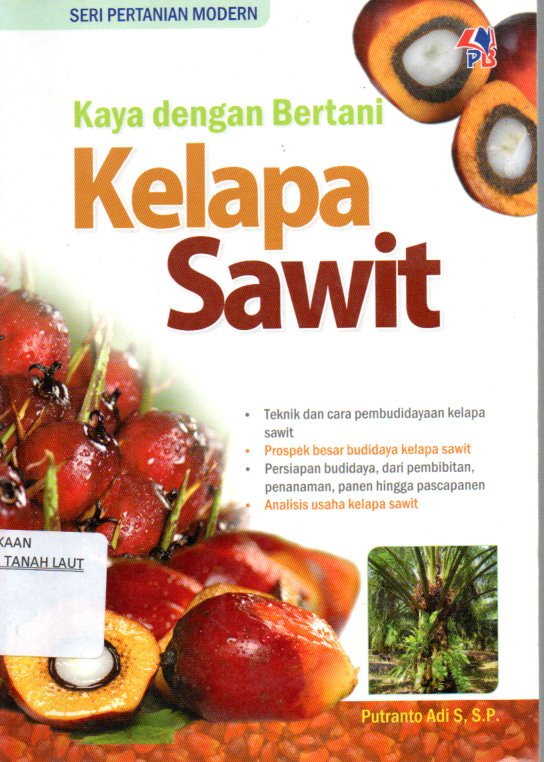 SERI PERTANIAN MODERN
PB
Kaya dengan Bertani
Kelapa
Sawit
• Teknik dan cara pembudidayaan kelapa
sawit
• Prospek besar budidaya kelapa sawit
• Persiapan budidaya, dari pembibitan,
penanaman, panen hingga pascapanen
• Analisis usaha kelapa sawit
KAAN
TANAH LAUT
Putranto Adi S, S.P.